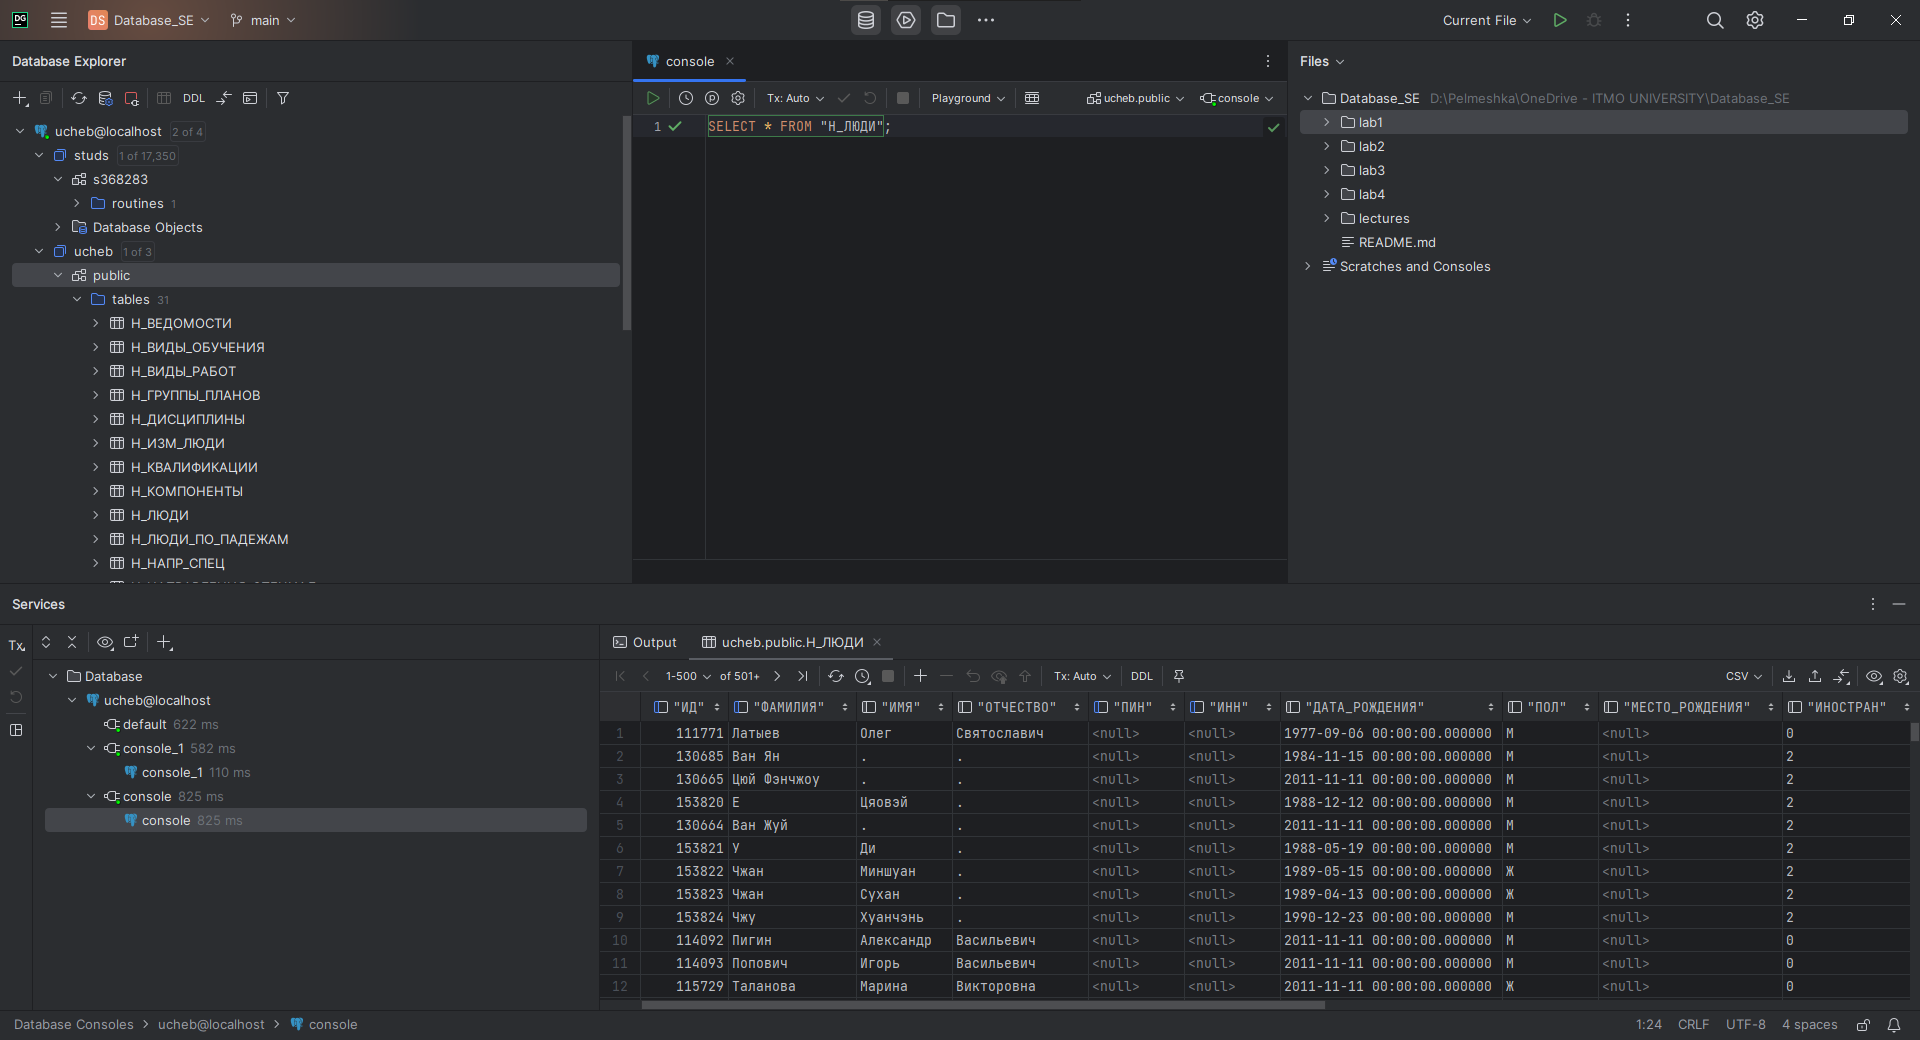 DG DS Database_SE main Current File
Database Explorer
DDL
ucheb@localhost 2 of 4
studs 1 of 17,350
s368283
routines 1
Database Objects
ucheb 1 of 3
public
tables 31
Н_ВЕДОМОСТИ
Н_ВИДЫ_ОБУЧЕНИЯ
Н_ВИДЫ_РАБОТ
Н_ГРУППЫ_ПЛАНОВ
Н_ДИСЦИПЛИНЫ
Н_ИЗМ_ЛЮДИ
Н_КВАЛИФИКАЦИИ
Н_КОМПОНЕНТЫ
Н_ЛЮДИ
Н_ЛЮДИ_ПО_ПАДЕЖАМ
Н_НАПР_СПЕЦ
console
Tx: Auto Playground ucheb.public console
1 SELECT * FROM "Н_ЛЮДИ";
Files
Database_SE D:\Pelmeshka\OneDrive - ITMO UNIVERSITY\Database_SE
lab1
lab2
lab3
lab4
lectures
README.md
Scratches and Consoles
Services
Tx
Database
ucheb@localhost
default 622 ms
console_1 582 ms
console_1 110 ms
console 825 ms
console 825 ms
Output ucheb.public.Н_ЛЮДИ
1-500 of 501+ Tx: Auto DDL CSV
"ИД" "ФАМИЛИЯ" "ИМЯ" "ОТЧЕСТВО" "ПИН" "ИНН" "ДАТА_РОЖДЕНИЯ" "ПОЛ" "МЕСТО_РОЖДЕНИЯ" "ИНОСТРАН"
1 111771 Латыев Олег Святославич <null> <null> 1977-09-06 00:00:00.000000 М <null> 0
2 130685 Ван Ян . . <null> <null> 1984-11-15 00:00:00.000000 М <null> 2
3 130665 Цюй Фэнчжоу . . <null> <null> 2011-11-11 00:00:00.000000 М <null> 2
4 153820 Е Цяовэй . <null> <null> 1988-12-12 00:00:00.000000 М <null> 2
5 130664 Ван Жуй . . <null> <null> 2011-11-11 00:00:00.000000 М <null> 2
6 153821 У Ди . <null> <null> 1988-05-19 00:00:00.000000 М <null> 2
7 153822 Чжан Миншуан . <null> <null> 1989-05-15 00:00:00.000000 Ж <null> 2
8 153823 Чжан Сухан . <null> <null> 1989-04-13 00:00:00.000000 Ж <null> 2
9 153824 Чжу Хуанчэнь . <null> <null> 1990-12-23 00:00:00.000000 М <null> 2
10 114092 Пигин Александр Васильевич <null> <null> 2011-11-11 00:00:00.000000 М <null> 0
11 114093 Попович Игорь Васильевич <null> <null> 2011-11-11 00:00:00.000000 М <null> 0
12 115729 Таланова Марина Викторовна <null> <null> 2011-11-11 00:00:00.000000 Ж <null> 0
Database Consoles ucheb@localhost console 1:24 CRLF UTF-8 4 spaces